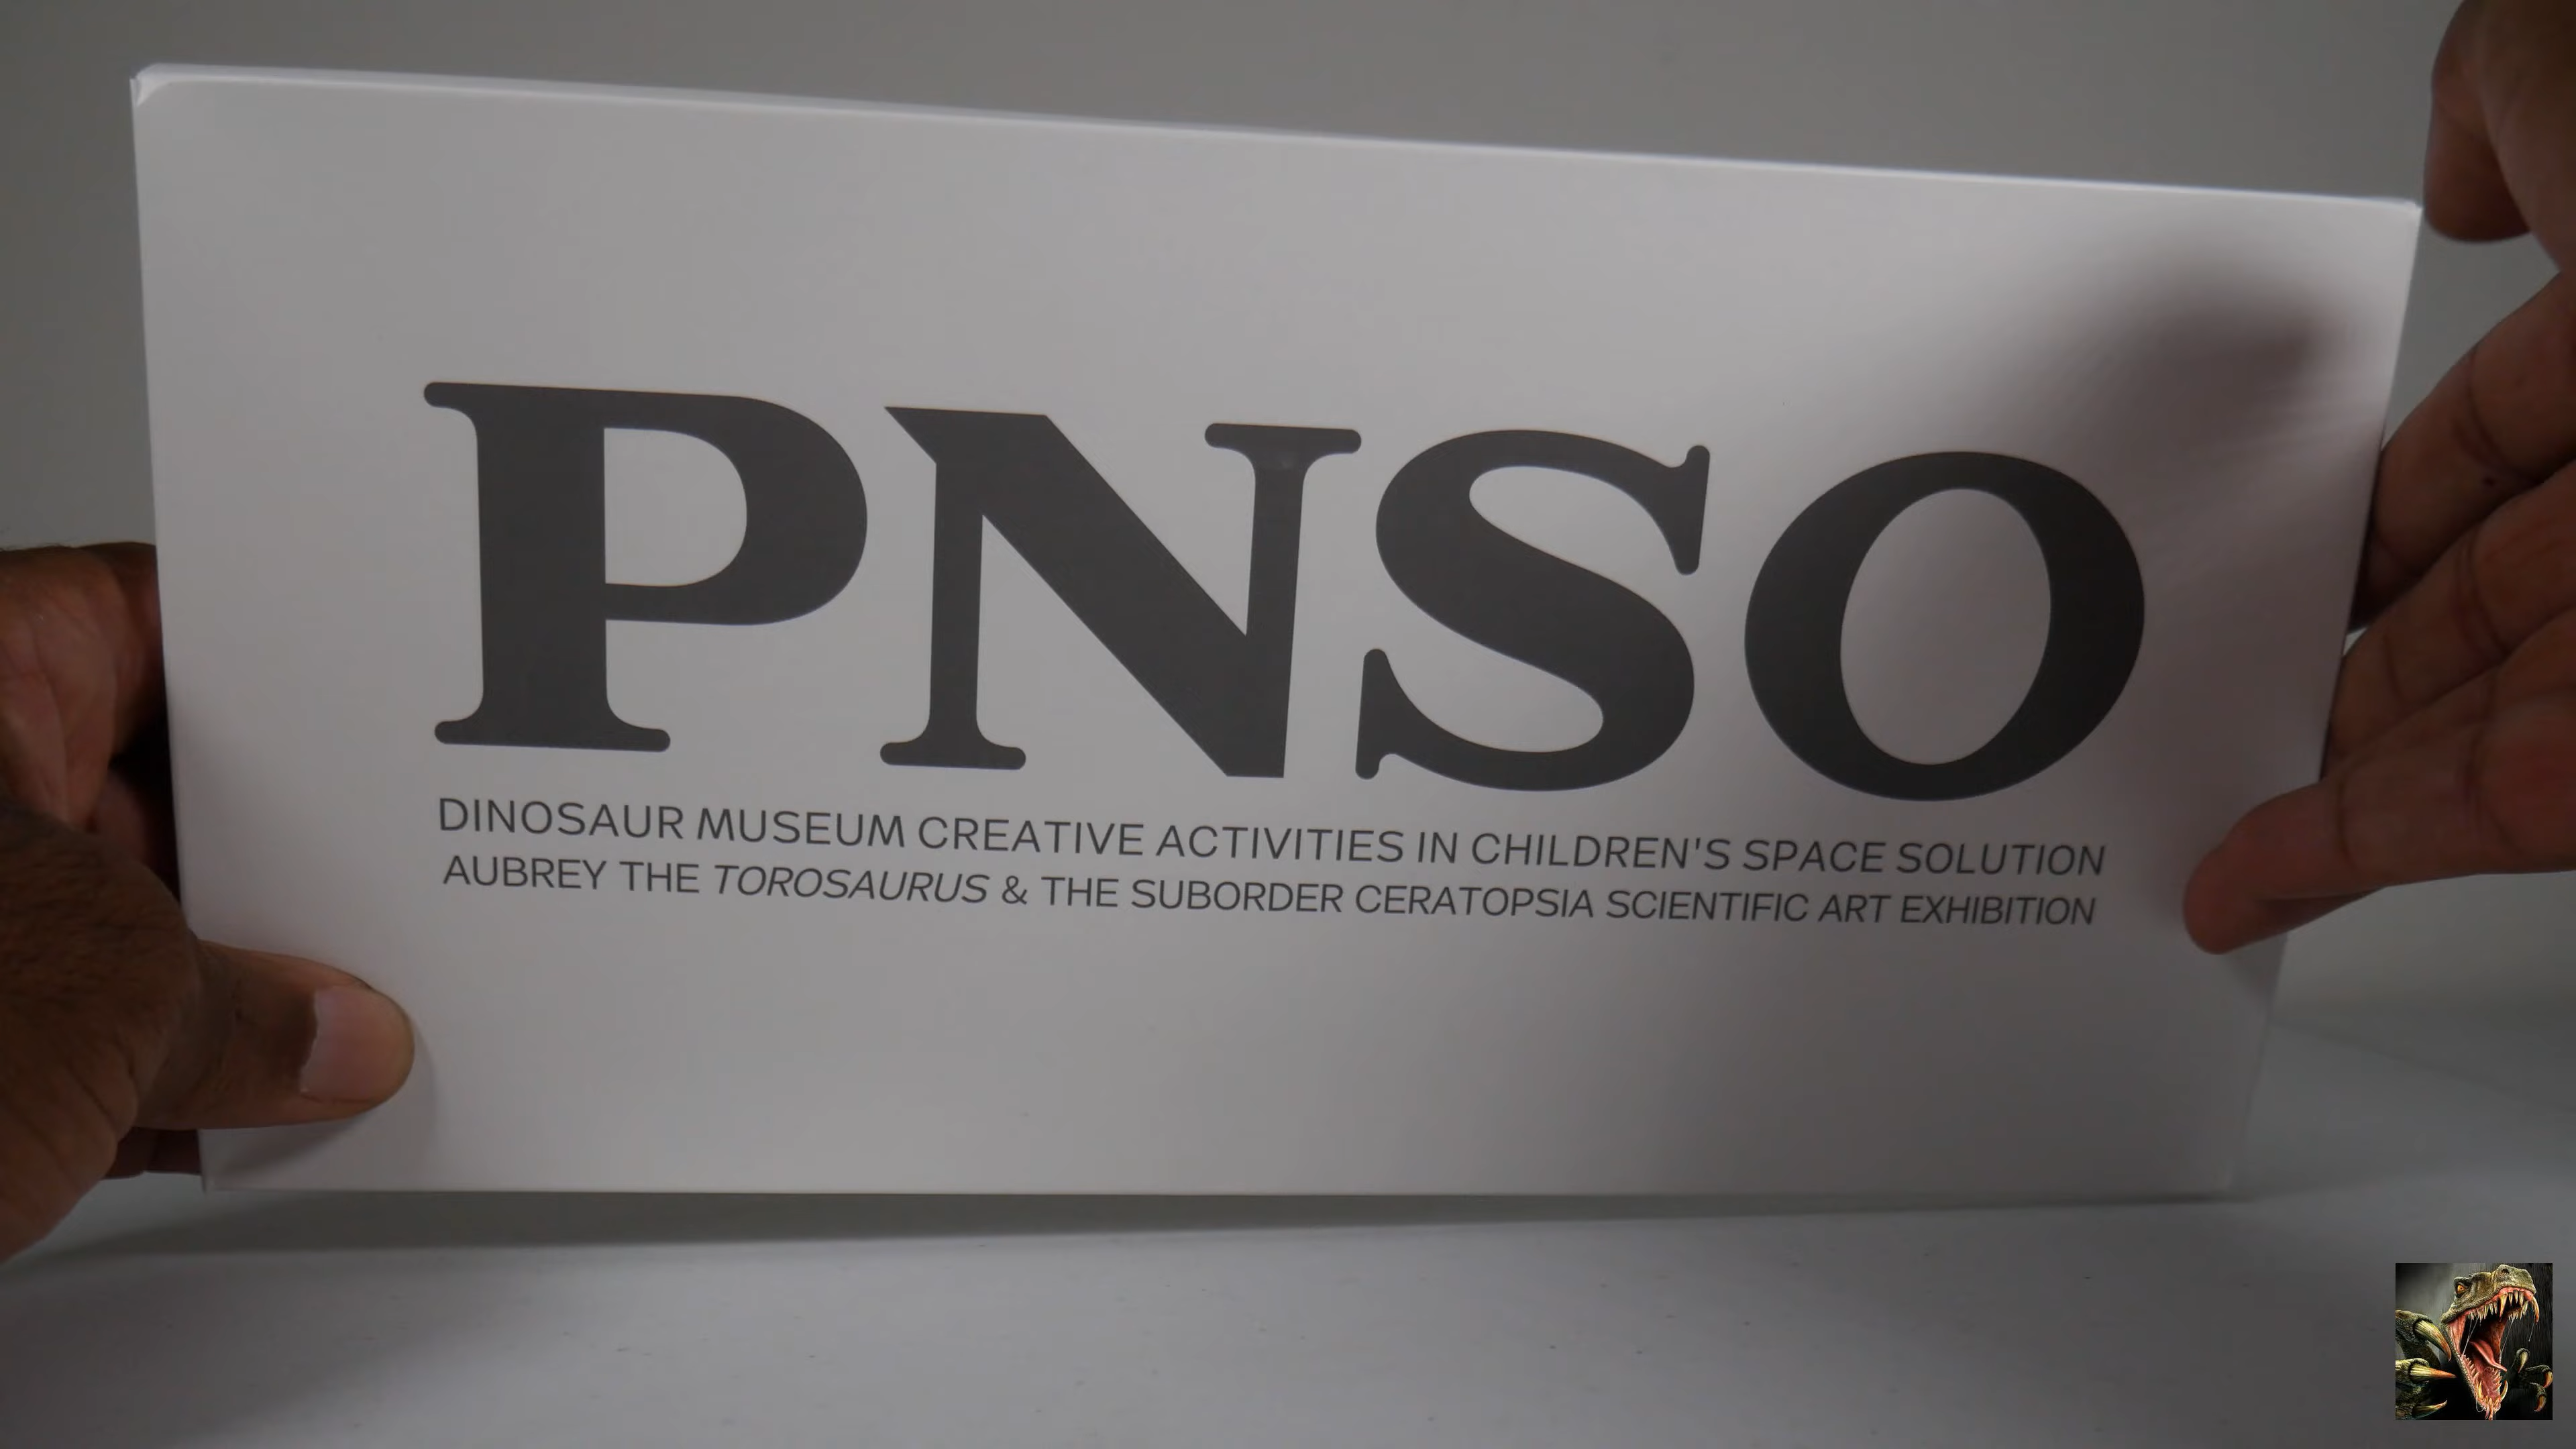 PNSO
DINOSAUR MUSEUM CREATIVE ACTIVITIES IN CHILDREN'S SPACE SOLUTION
AUBREY THE TOROSAURUS & THE SUBORDER CERATOPSIA SCIENTIFIC ART EXHIBITION